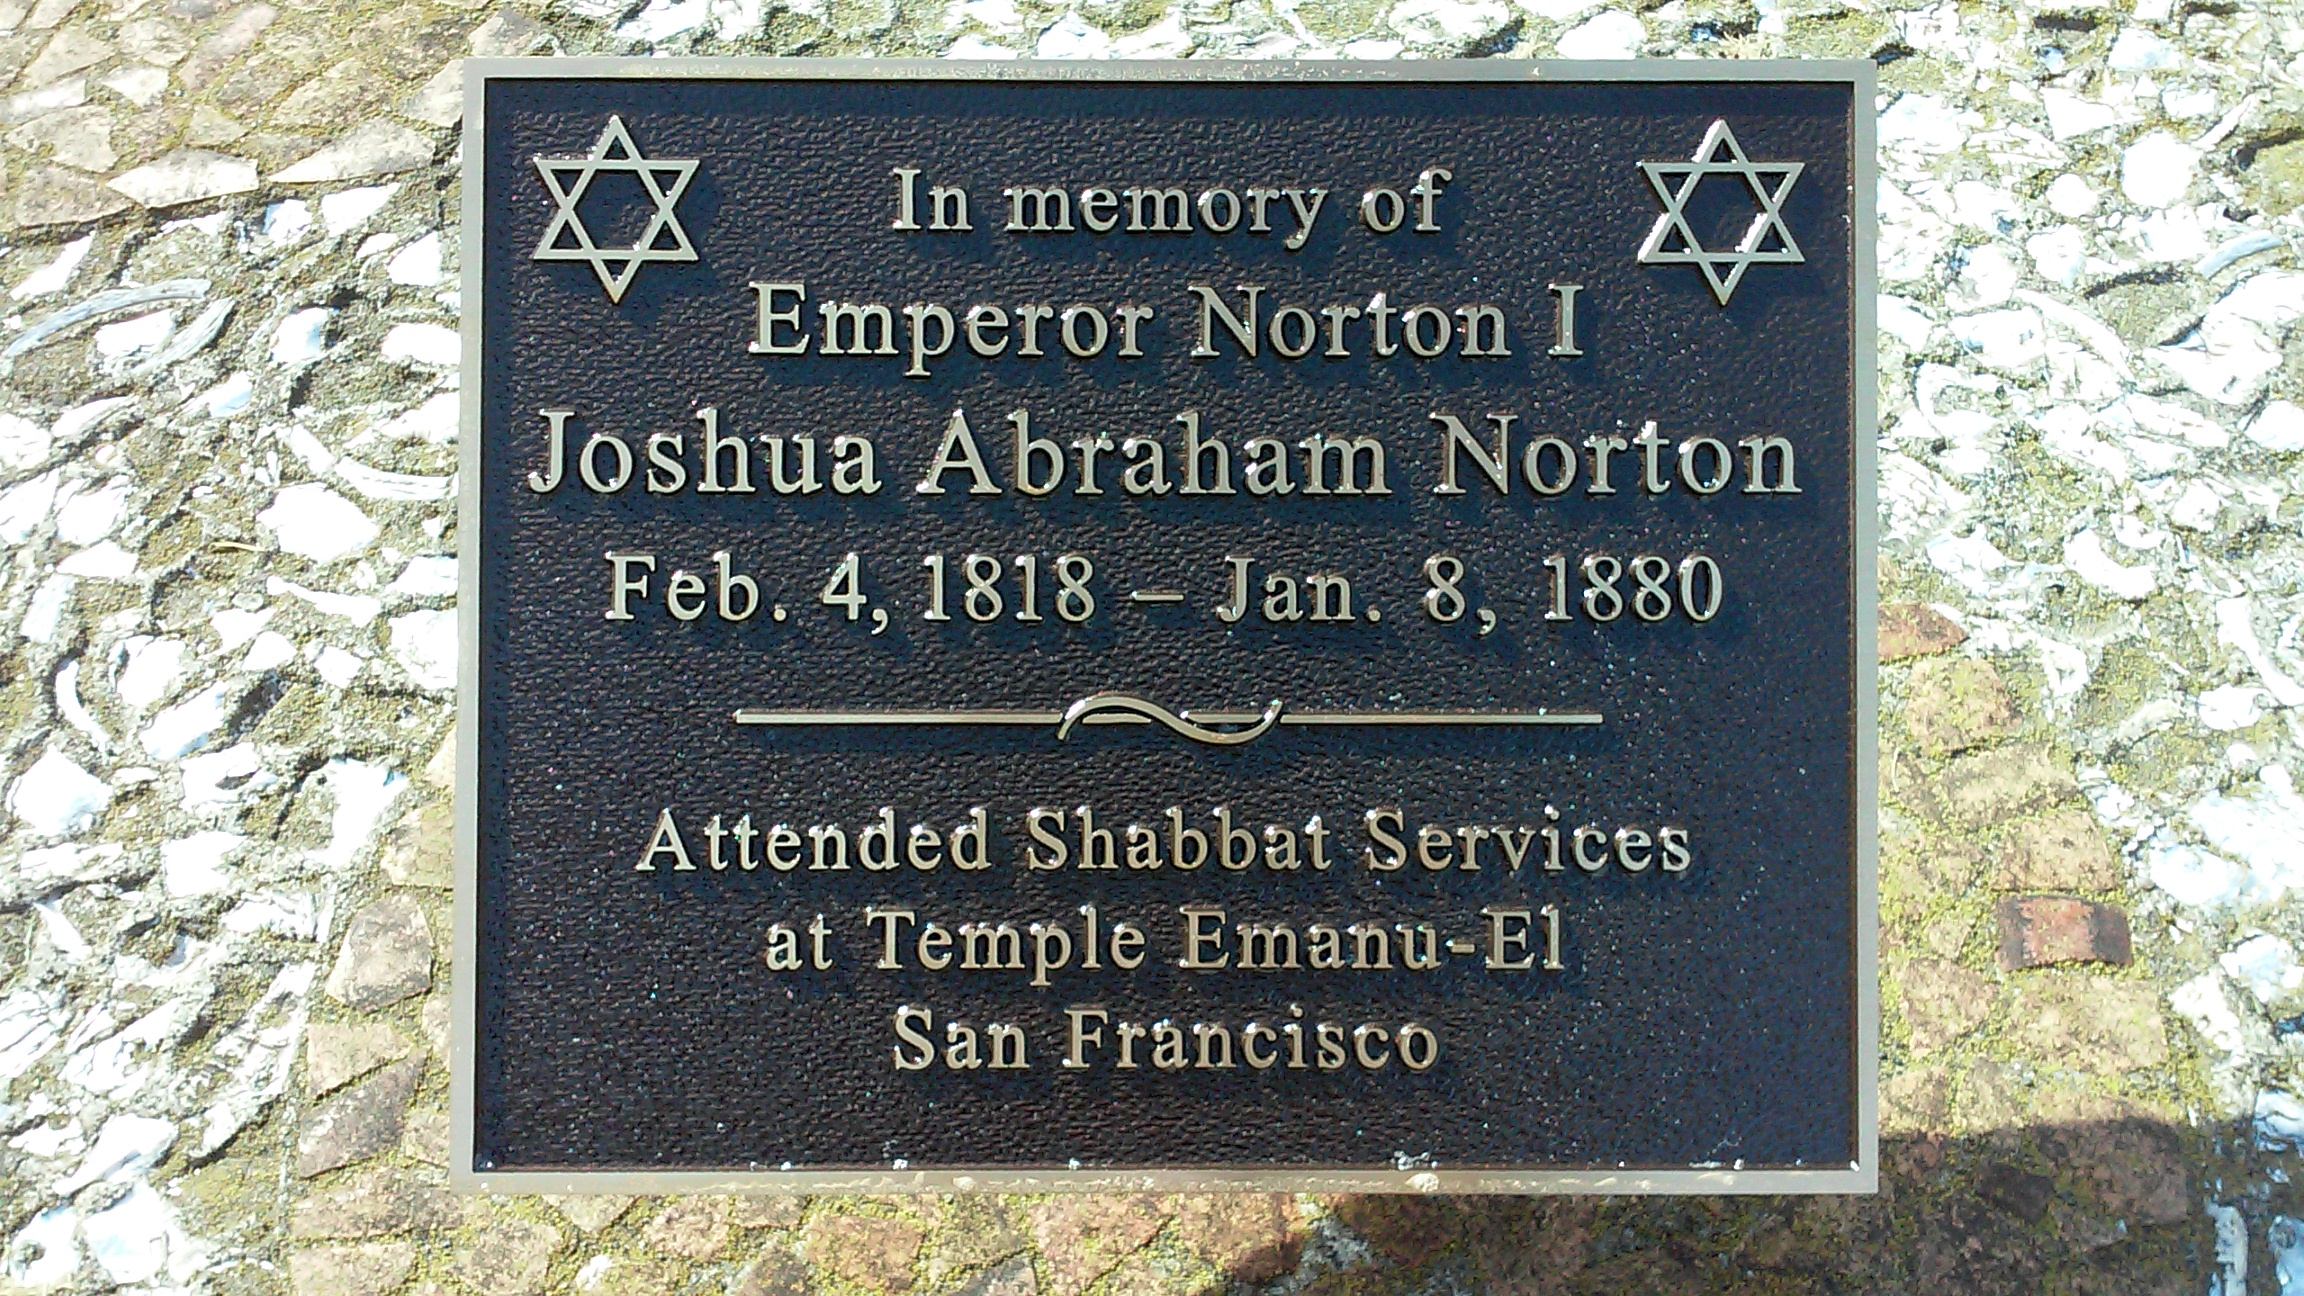 In memory of
Emperor Norton I
Joshua Abraham Norton
Feb. 4, 1818 – Jan. 8, 1880
Attended Shabbat Services
at Temple Emanu-El
San Francisco